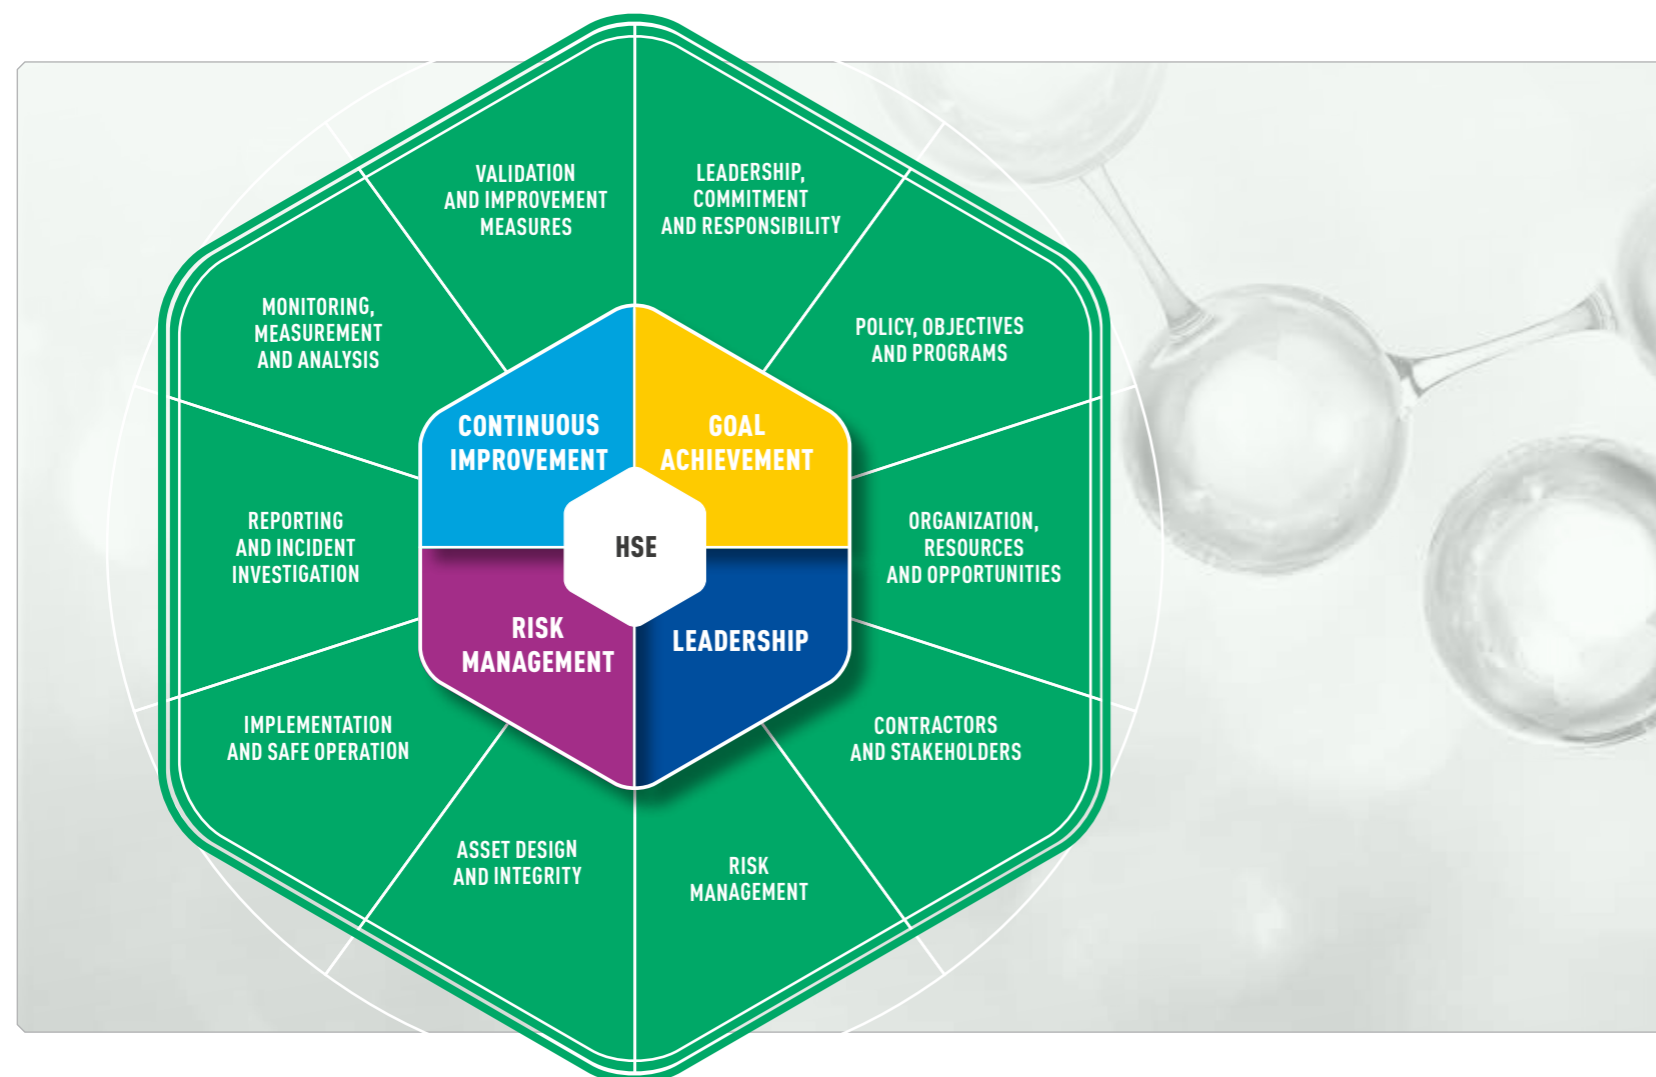 VALIDATION
AND IMPROVEMENT
MEASURES
LEADERSHIP,
COMMITMENT
AND RESPONSIBILITY
MONITORING,
MEASUREMENT
AND ANALYSIS
POLICY, OBJECTIVES
AND PROGRAMS
CONTINUOUS
IMPROVEMENT
GOAL
ACHIEVEMENT
REPORTING
AND INCIDENT
INVESTIGATION
HSE
ORGANIZATION,
RESOURCES
AND OPPORTUNITIES
RISK
MANAGEMENT
LEADERSHIP
IMPLEMENTATION
AND SAFE OPERATION
CONTRACTORS
AND STAKEHOLDERS
ASSET DESIGN
AND INTEGRITY
RISK
MANAGEMENT